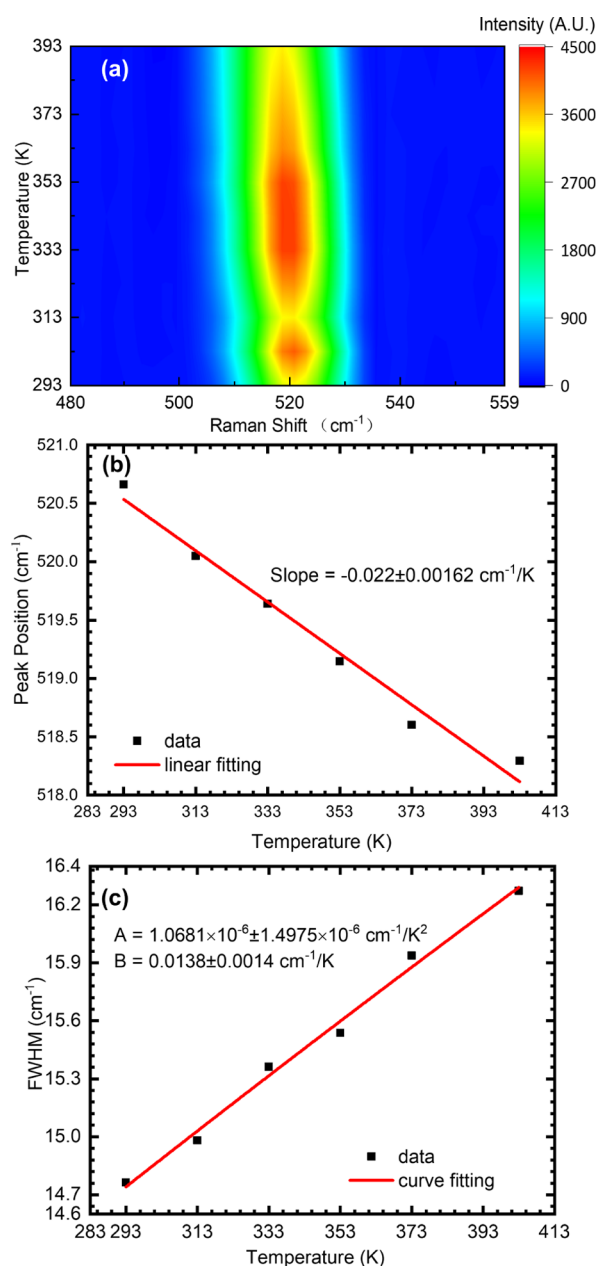 Intensity (A.U.)
(a)
393
373
353
333
313
293
Temperature (K)
4500
3600
2700
1800
900
0
480
500
520
540
559
Raman Shift （cm⁻¹）
(b)
521.0
520.5
520.0
519.5
519.0
518.5
518.0
Peak Position (cm⁻¹)
Slope = -0.022±0.00162 cm⁻¹/K
data
linear fitting
283 293 313 333 353 373 393 413
Temperature (K)
(c)
16.4
16.2
15.9
15.6
15.3
15.0
14.7
14.6
FWHM (cm⁻¹)
A = 1.0681×10⁻⁶±1.4975×10⁻⁶ cm⁻¹/K²
B = 0.0138±0.0014 cm⁻¹/K
data
curve fitting
283 293 313 333 353 373 393 413
Temperature (K)